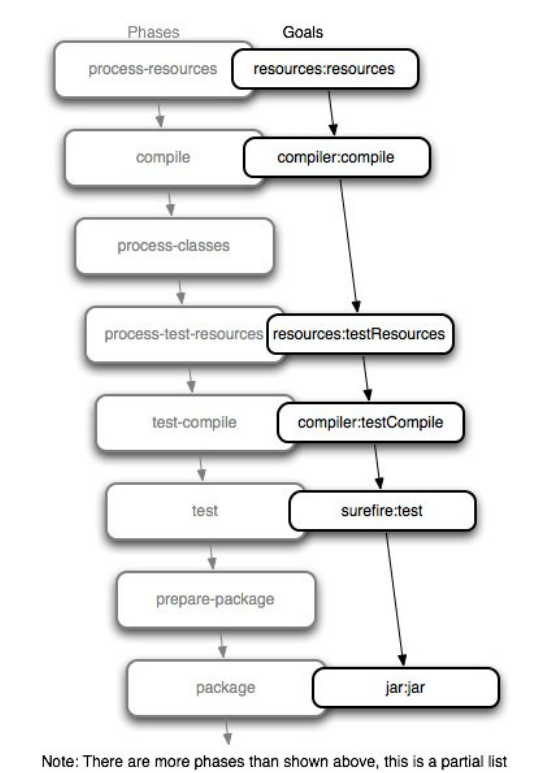 Phases Goals
process-resources resources:resources
compile compiler:compile
process-classes
process-test-resources resources:testResources
test-compile compiler:testCompile
test surefire:test
prepare-package
package jar:jar
Note: There are more phases than shown above, this is a partial list